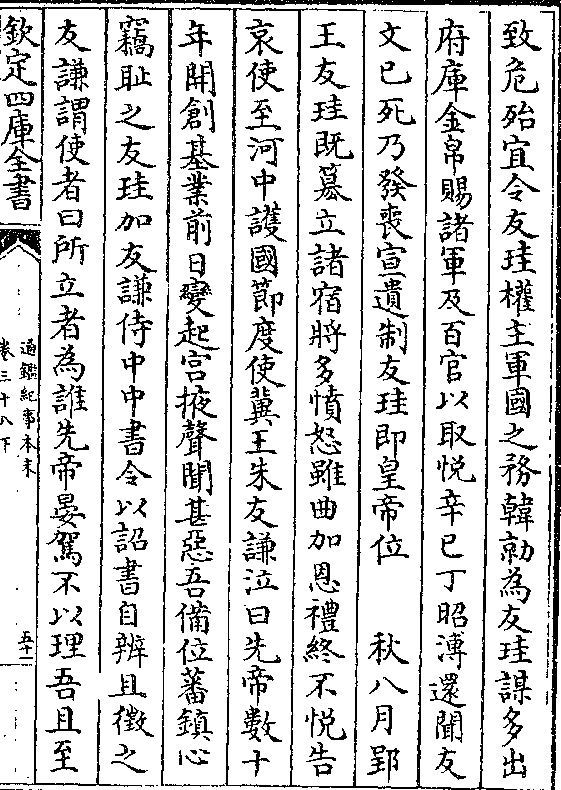 致危殆宜令友珪權主軍國之務韓勍為友珪謀多出
府庫金帛賜諸軍及百官以取悦辛巳丁昭溥還聞友
文已死乃發喪宣遺制友珪即皇帝位　秋八月郢
王友珪既簒立諸宿將多憤怒雖曲加恩禮終不悦告
哀使至河中護國節度使冀王朱友謙泣曰先帝數十
年開創基業前日變起宫掖聲聞甚惡吾備位蕃鎮心
竊耻之友珪加友謙侍中中書令以詔書自辨且徵之
友謙謂使者曰所立者為誰先帝晏駕不以理吾且至
欽定四庫全書
通鑑紀事本末
卷三十八下
五十一